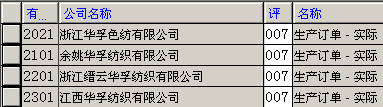 有... 公司名称 评 名称
2021 浙江华孚色纺有限公司 007 生产订单 - 实际
2101 余姚华孚纺织有限公司 007 生产订单 - 实际
2201 浙江缙云华孚纺织有限公司 007 生产订单 - 实际
2301 江西华孚纺织有限公司 007 生产订单 - 实际